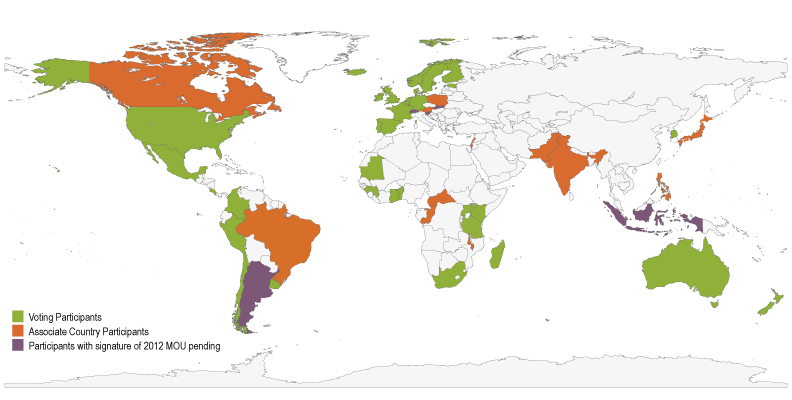 Voting Participants
Associate Country Participants
Participants with signature of 2012 MOU pending